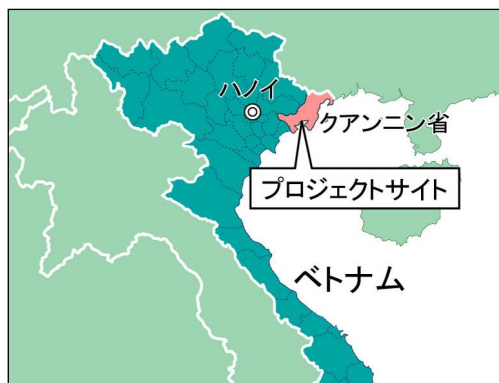 ハノイ
クアンニン省
プロジェクトサイト
ベトナム